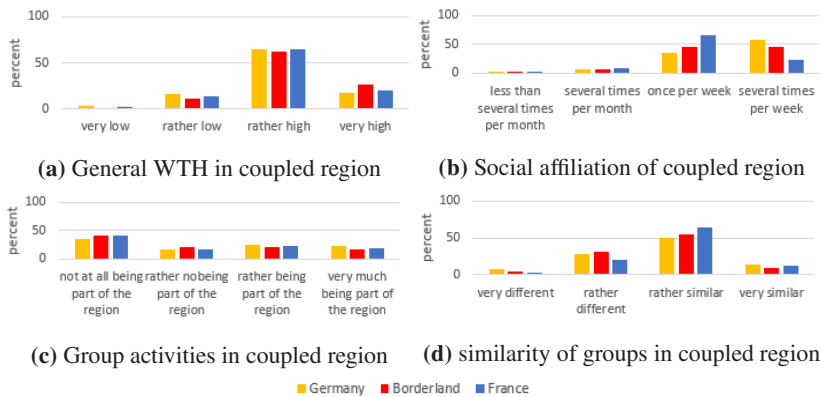 100
50
0
percent
very low
rather low
rather high
very high
(a) General WTH in coupled region
100
50
0
percent
less than
several times
per month
several times
per month
once per week
several times
per week
(b) Social affiliation of coupled region
100
50
0
percent
not at all being
part of the
region
rather nobeing
part of the
region
rather being
part of the
region
very much
being part of
the region
(c) Group activities in coupled region
100
50
0
percent
very different
rather
different
rather similar
very similar
(d) similarity of groups in coupled region
Germany Borderland France